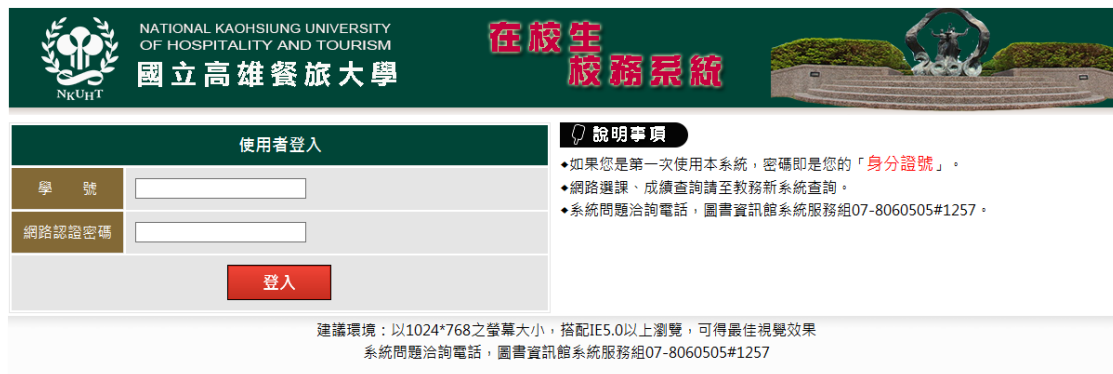 NATIONAL KAOHSIUNG UNIVERSITY
OF HOSPITALITY AND TOURISM
國立高雄餐旅大學
NKUHT
在校生
校務系統
使用者登入
學 號
網路認證密碼
登入
說明事項
◆如果您是第一次使用本系統，密碼即是您的「身分證號」。
◆網路選課、成績查詢請至教務新系統查詢。
◆系統問題洽詢電話，圖書資訊館系統服務組07-8060505#1257。
建議環境：以1024*768之螢幕大小，搭配IE5.0以上瀏覽，可得最佳視覺效果
系統問題洽詢電話，圖書資訊館系統服務組07-8060505#1257